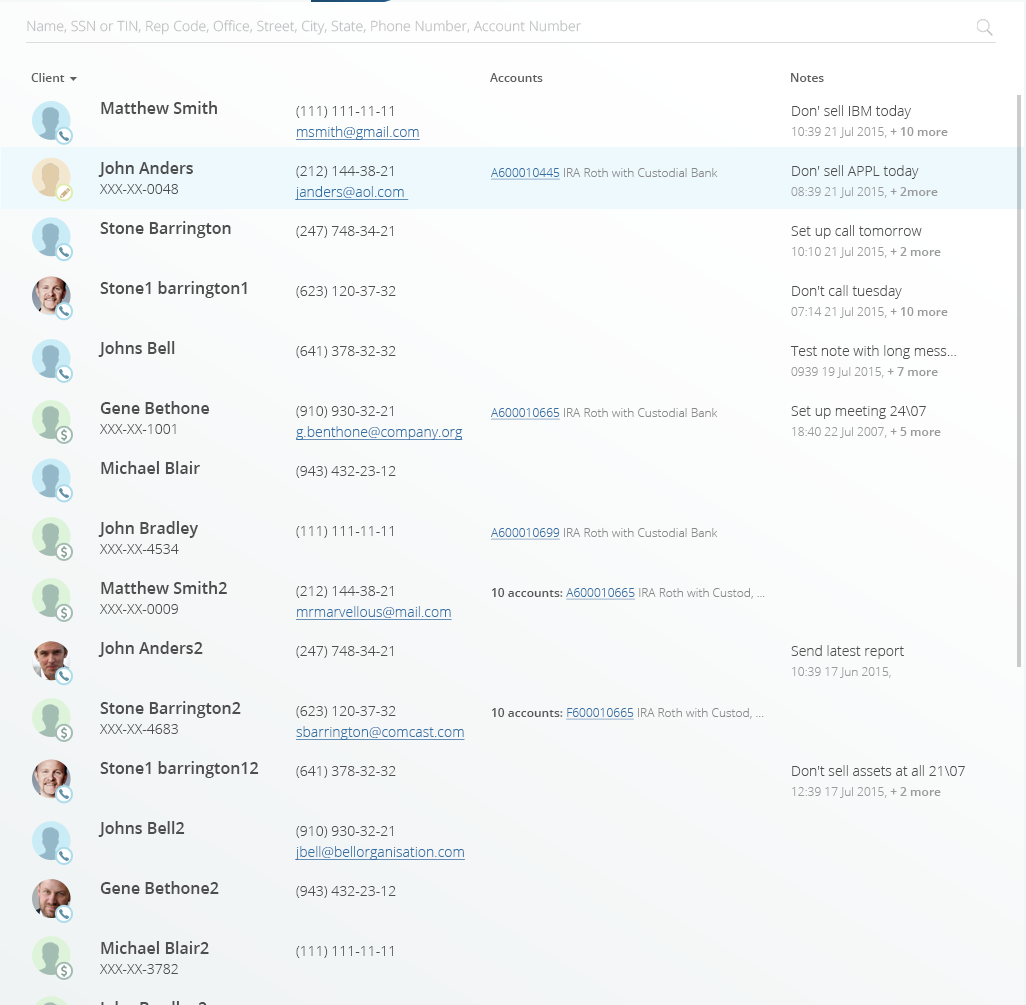 Name, SSN or TIN, Rep Code, Office, Street, City, State, Phone Number, Account Number
Client Accounts Notes
Matthew Smith (111) 111-11-11 Don' sell IBM today
msmith@gmail.com 10:39 21 Jul 2015, + 10 more
John Anders (212) 144-38-21 A600010445 IRA Roth with Custodial Bank Don' sell APPL today
XXX-XX-0048 janders@aol.com 08:39 21 Jul 2015, + 2more
Stone Barrington (247) 748-34-21 Set up call tomorrow
10:10 21 Jul 2015, + 2 more
Stone1 barrington1 (623) 120-37-32 Don't call tuesday
07:14 21 Jul 2015, + 10 more
Johns Bell (641) 378-32-32 Test note with long mess...
0939 19 Jul 2015, + 7 more
Gene Bethone (910) 930-32-21 A600010665 IRA Roth with Custodial Bank Set up meeting 24\07
XXX-XX-1001 g.benthone@company.org 18:40 22 Jul 2007, + 5 more
Michael Blair (943) 432-23-12
John Bradley (111) 111-11-11 A600010699 IRA Roth with Custodial Bank
XXX-XX-4534
Matthew Smith2 (212) 144-38-21 10 accounts: A600010665 IRA Roth with Custod, ...
XXX-XX-0009 mrmarvellous@mail.com
John Anders2 (247) 748-34-21 Send latest report
10:39 17 Jun 2015,
Stone Barrington2 (623) 120-37-32 10 accounts: F600010665 IRA Roth with Custod, ...
XXX-XX-4683 sbarrington@comcast.com
Stone1 barrington12 (641) 378-32-32 Don't sell assets at all 21\07
12:39 17 Jul 2015, + 2 more
Johns Bell2 (910) 930-32-21
jbell@bellorganisation.com
Gene Bethone2 (943) 432-23-12
Michael Blair2 (111) 111-11-11
XXX-XX-3782